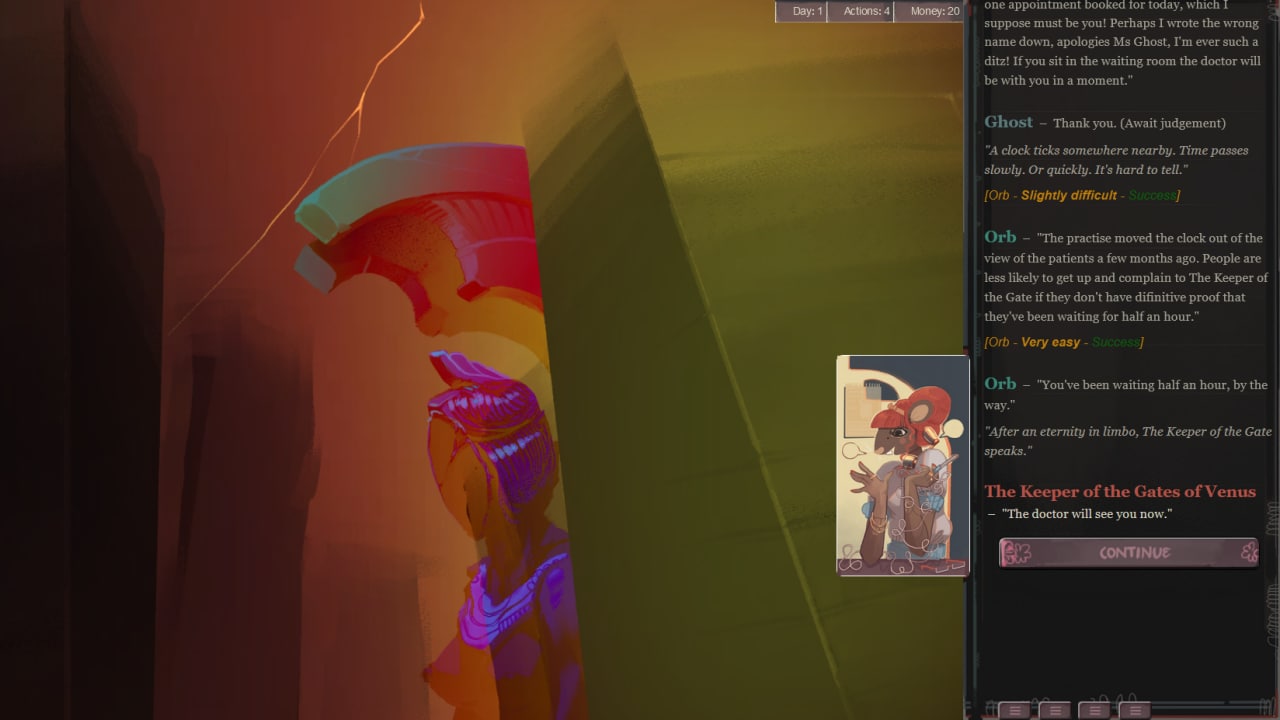 Day: 1
Actions: 4
Money: 20
one appointment booked for today, which I
suppose must be you! Perhaps I wrote the wrong
name down, apologies Ms Ghost, I'm ever such a
ditz! If you sit in the waiting room the doctor will
be with you in a moment."
Ghost – Thank you. (Await judgement)
"A clock ticks somewhere nearby. Time passes
slowly. Or quickly. It's hard to tell."
[Orb - Slightly difficult - Success]
Orb – "The practise moved the clock out of the
view of the patients a few months ago. People are
less likely to get up and complain to The Keeper of
the Gate if they don't have difinitive proof that
they've been waiting for half an hour."
[Orb - Very easy - Success]
Orb – "You've been waiting half an hour, by the
way."
"After an eternity in limbo, The Keeper of the Gate
speaks."
The Keeper of the Gates of Venus
– "The doctor will see you now."
CONTINUE